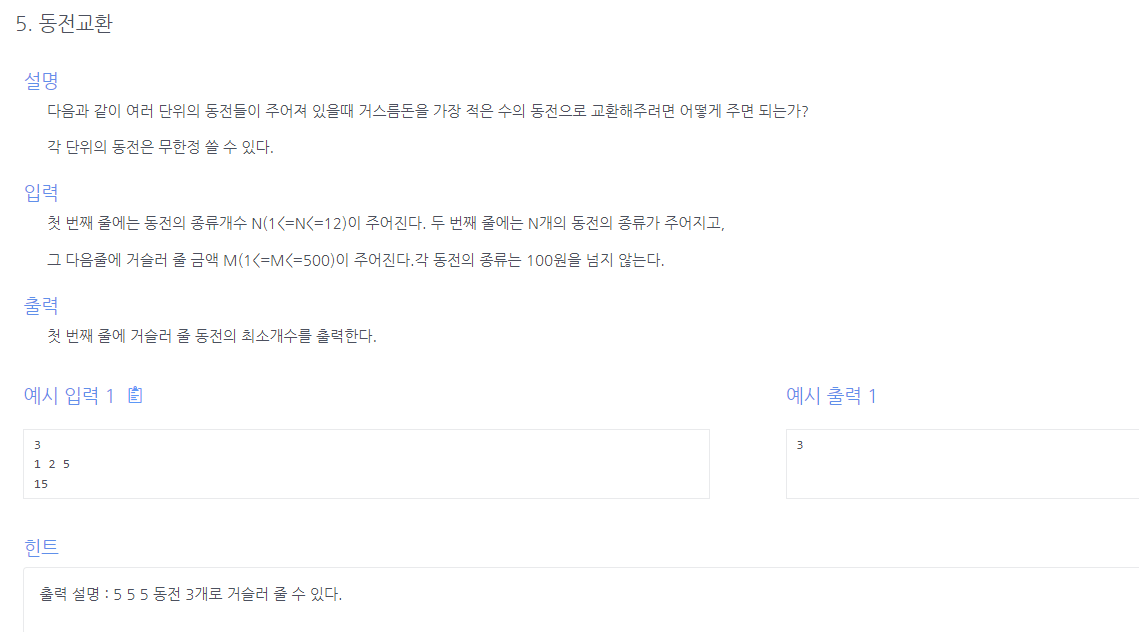 5. 동전교환
설명
다음과 같이 여러 단위의 동전들이 주어져 있을때 거스름돈을 가장 적은 수의 동전으로 교환해주려면 어떻게 주면 되는가?
각 단위의 동전은 무한정 쓸 수 있다.
입력
첫 번째 줄에는 동전의 종류개수 N(1<=N<=12)이 주어진다. 두 번째 줄에는 N개의 동전의 종류가 주어지고,
그 다음줄에 거슬러 줄 금액 M(1<=M<=500)이 주어진다.각 동전의 종류는 100원을 넘지 않는다.
출력
첫 번째 줄에 거슬러 줄 동전의 최소개수를 출력한다.
예시 입력 1
예시 출력 1
3
1 2 5
15
3
힌트
출력 설명 : 5 5 5 동전 3개로 거슬러 줄 수 있다.